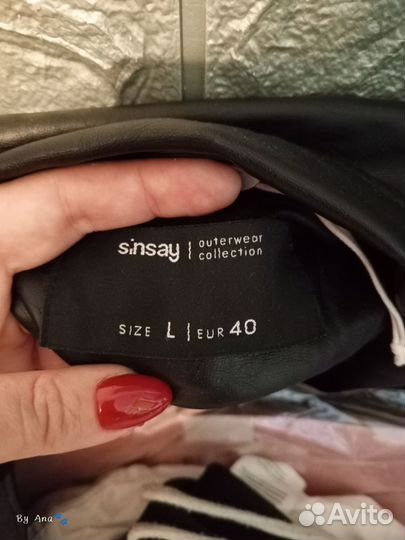 sinsay | outerwear
collection
SIZE L | EUR 40
By Ana🐾
Avito